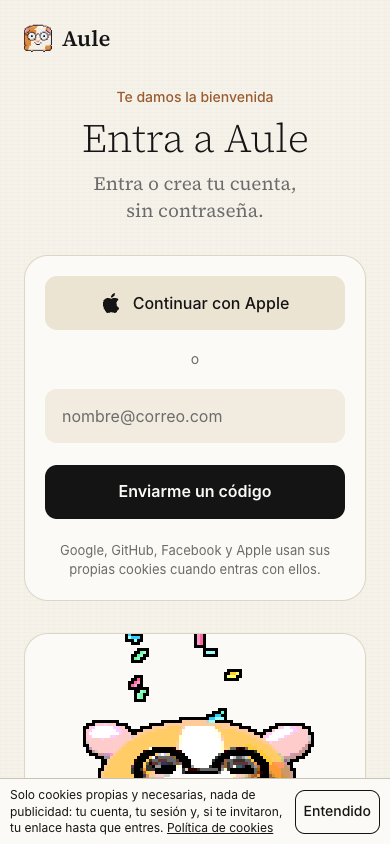 Aule
Te damos la bienvenida
Entra a Aule
Entra o crea tu cuenta,
sin contraseña.
Continuar con Apple
o
nombre@correo.com
Enviarme un código
Google, GitHub, Facebook y Apple usan sus
propias cookies cuando entras con ellos.
Solo cookies propias y necesarias, nada de
publicidad: tu cuenta, tu sesión y, si te invitaron,
tu enlace hasta que entres. Política de cookies
Entendido